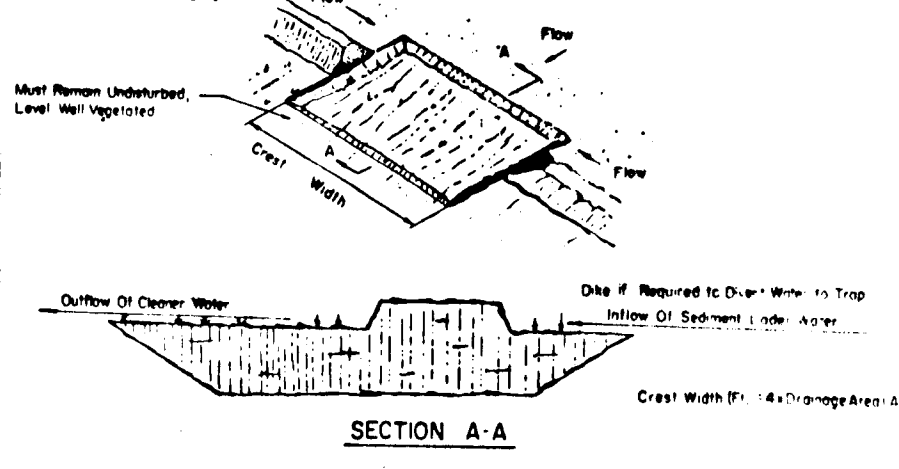 Flow
Flow
A
Must Remain Undisturbed,
Level Well Vegetated
A
Crest Width
Flow
Outflow Of Cleaner Water
Dike if Required to Divert Water to Trap
Inflow Of Sediment Laden Water
Crest Width (Ft. 4 x Drainage Area A
SECTION A-A